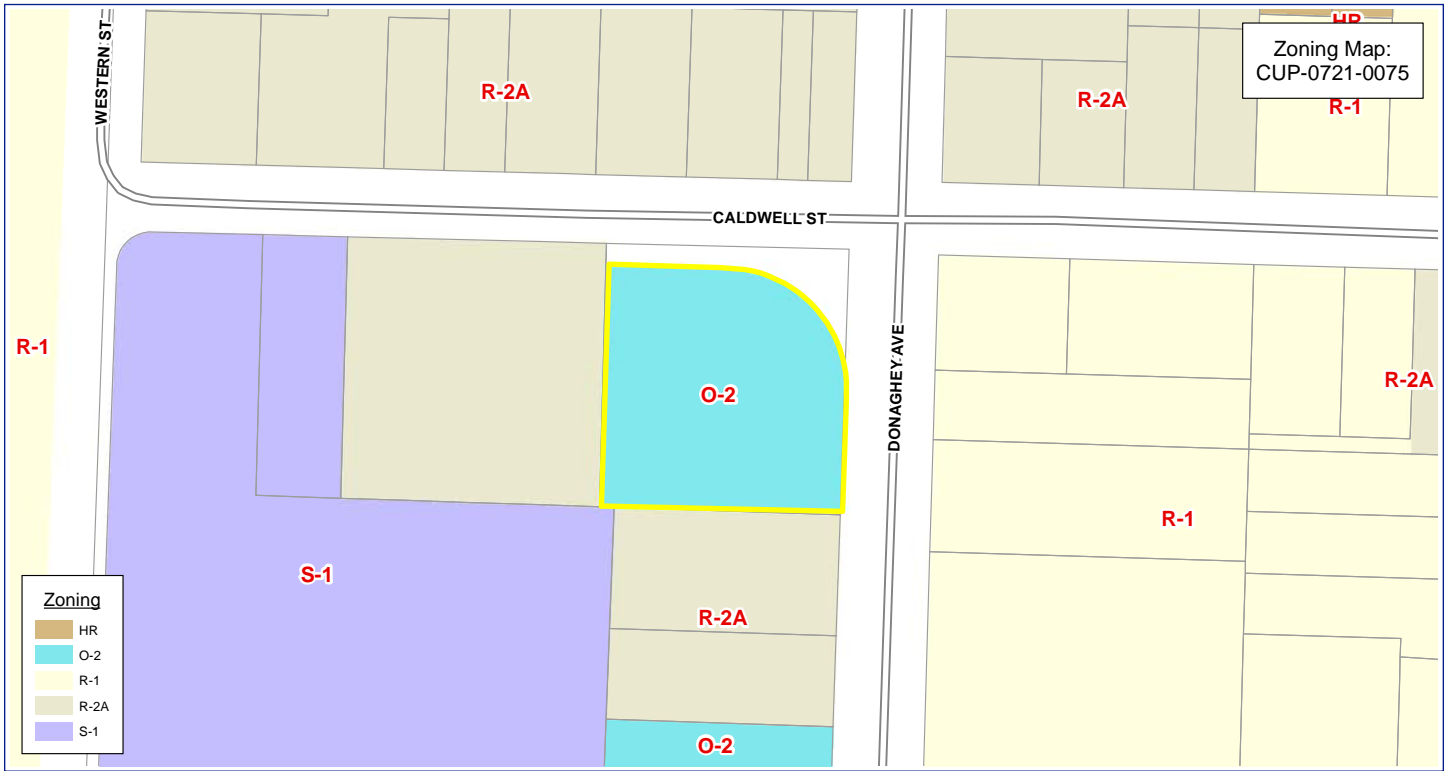 WESTERN ST
R-2A
R-2A
HR
Zoning Map:
CUP-0721-0075
R-1
CALDWELL ST
R-1
O-2
DONAGHEY AVE
R-2A
R-1
S-1
R-2A
O-2
Zoning
HR
O-2
R-1
R-2A
S-1